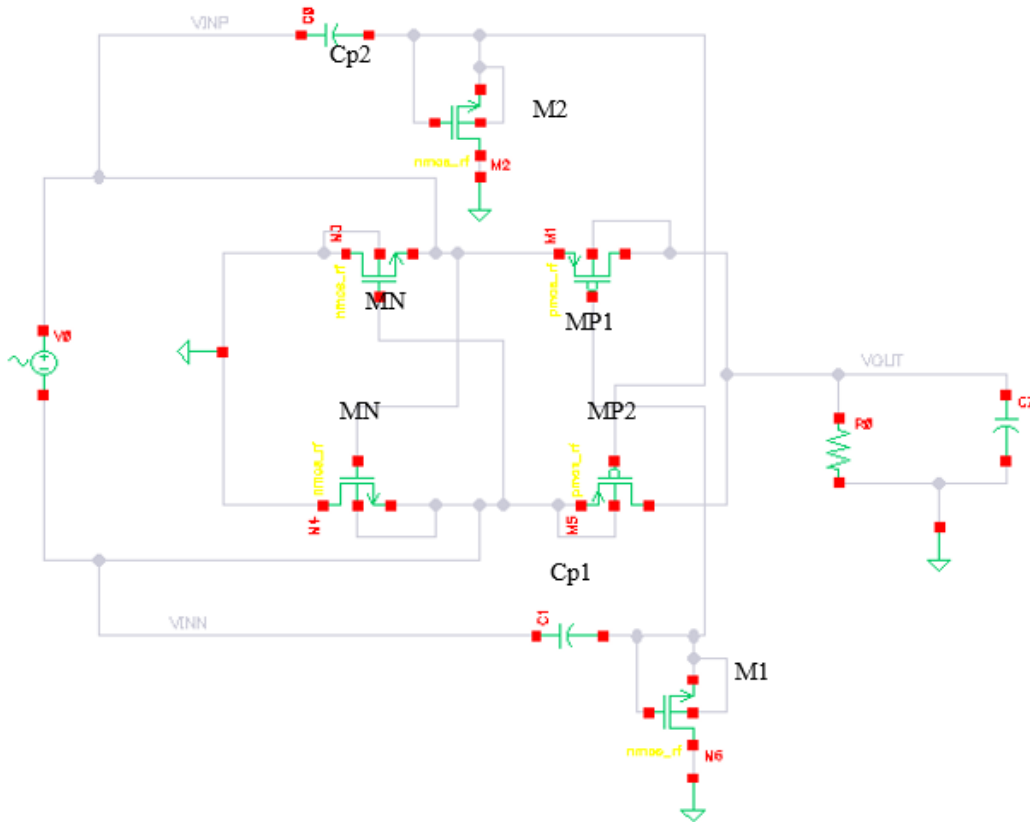 VINP
C0
Cp2
M2
nmos_rf
M2
N3
nmos_rf
MN
M1
pmos_rf
MP1
V0
VOUT
MN
nmos_rf
N4
MP2
pmos_rf
M5
R0
Cp1
VINN
C1
M1
nmos_rf
N6